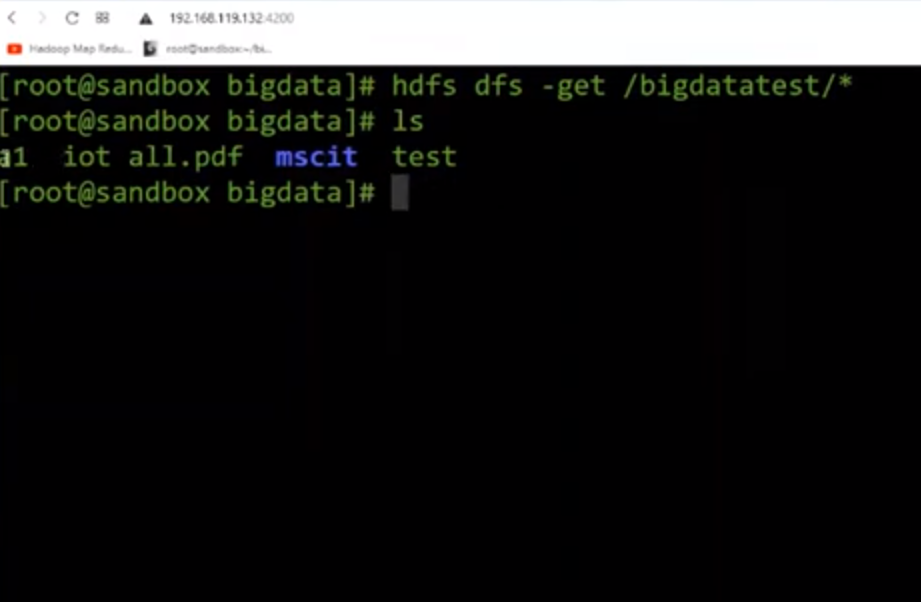 192.168.119.132:4200
Hadoop Map Redu... root@sandbox:~/bi...
[root@sandbox bigdata]# hdfs dfs -get /bigdatatest/*
[root@sandbox bigdata]# ls
a1 iot all.pdf mscit test
[root@sandbox bigdata]#